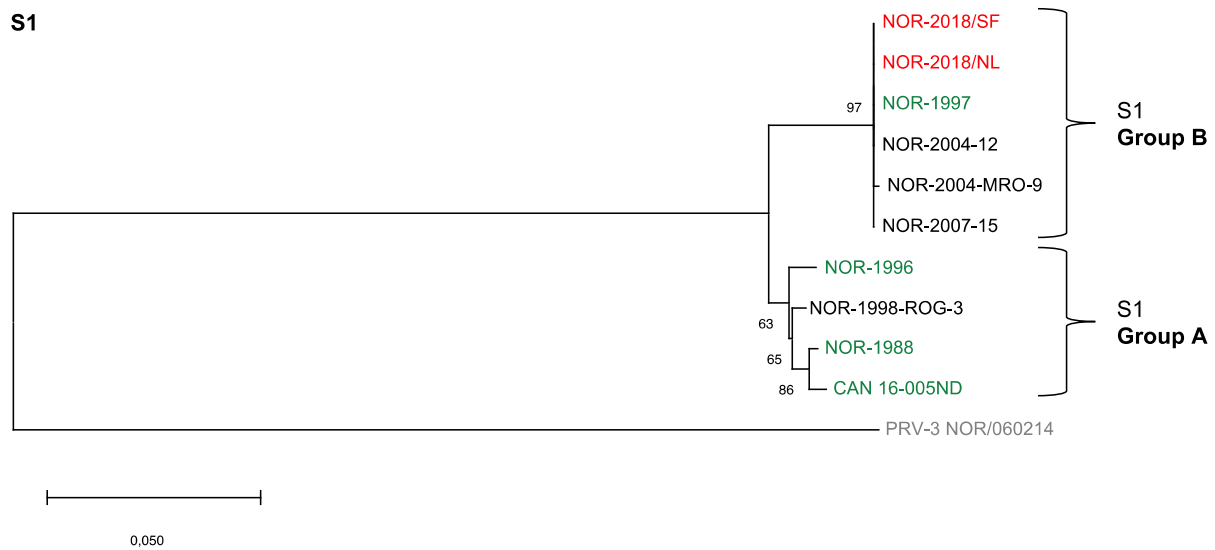 S1
NOR-2018/SF
NOR-2018/NL
97
NOR-1997
NOR-2004-12
NOR-2004-MRO-9
NOR-2007-15
S1
Group B
NOR-1996
NOR-1998-ROG-3
63
NOR-1988
65
CAN 16-005ND
86
S1
Group A
PRV-3 NOR/060214
0,050